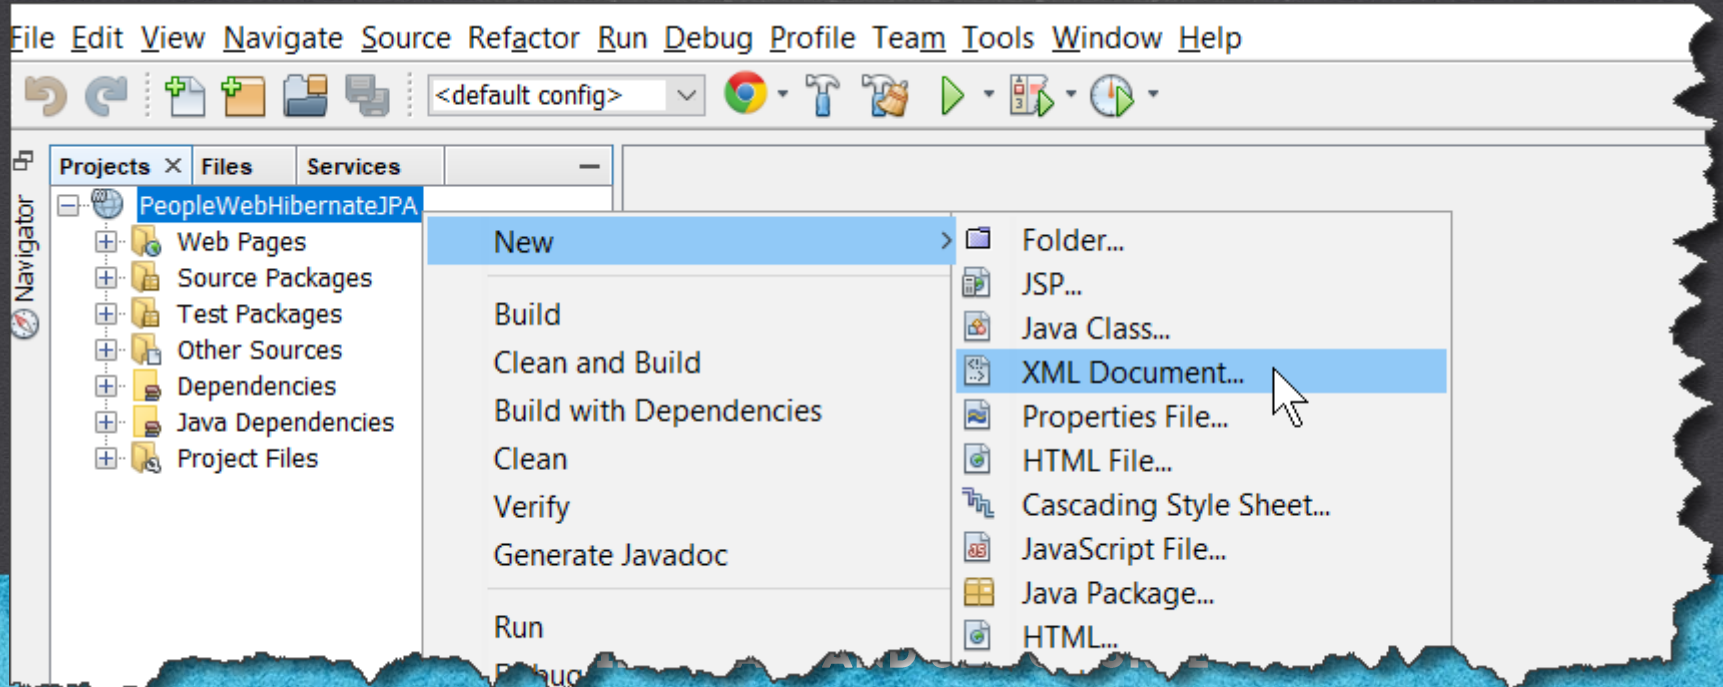 File Edit View Navigate Source Refactor Run Debug Profile Team Tools Window Help
<default config>
Projects Files Services
Navigator
PeopleWebHibernateJPA
Web Pages
Source Packages
Test Packages
Other Sources
Dependencies
Java Dependencies
Project Files
New
Build
Clean and Build
Build with Dependencies
Clean
Verify
Generate Javadoc
Run
Debug
Folder...
JSP...
Java Class...
XML Document...
Properties File...
HTML File...
Cascading Style Sheet...
JavaScript File...
Java Package...
HTML...